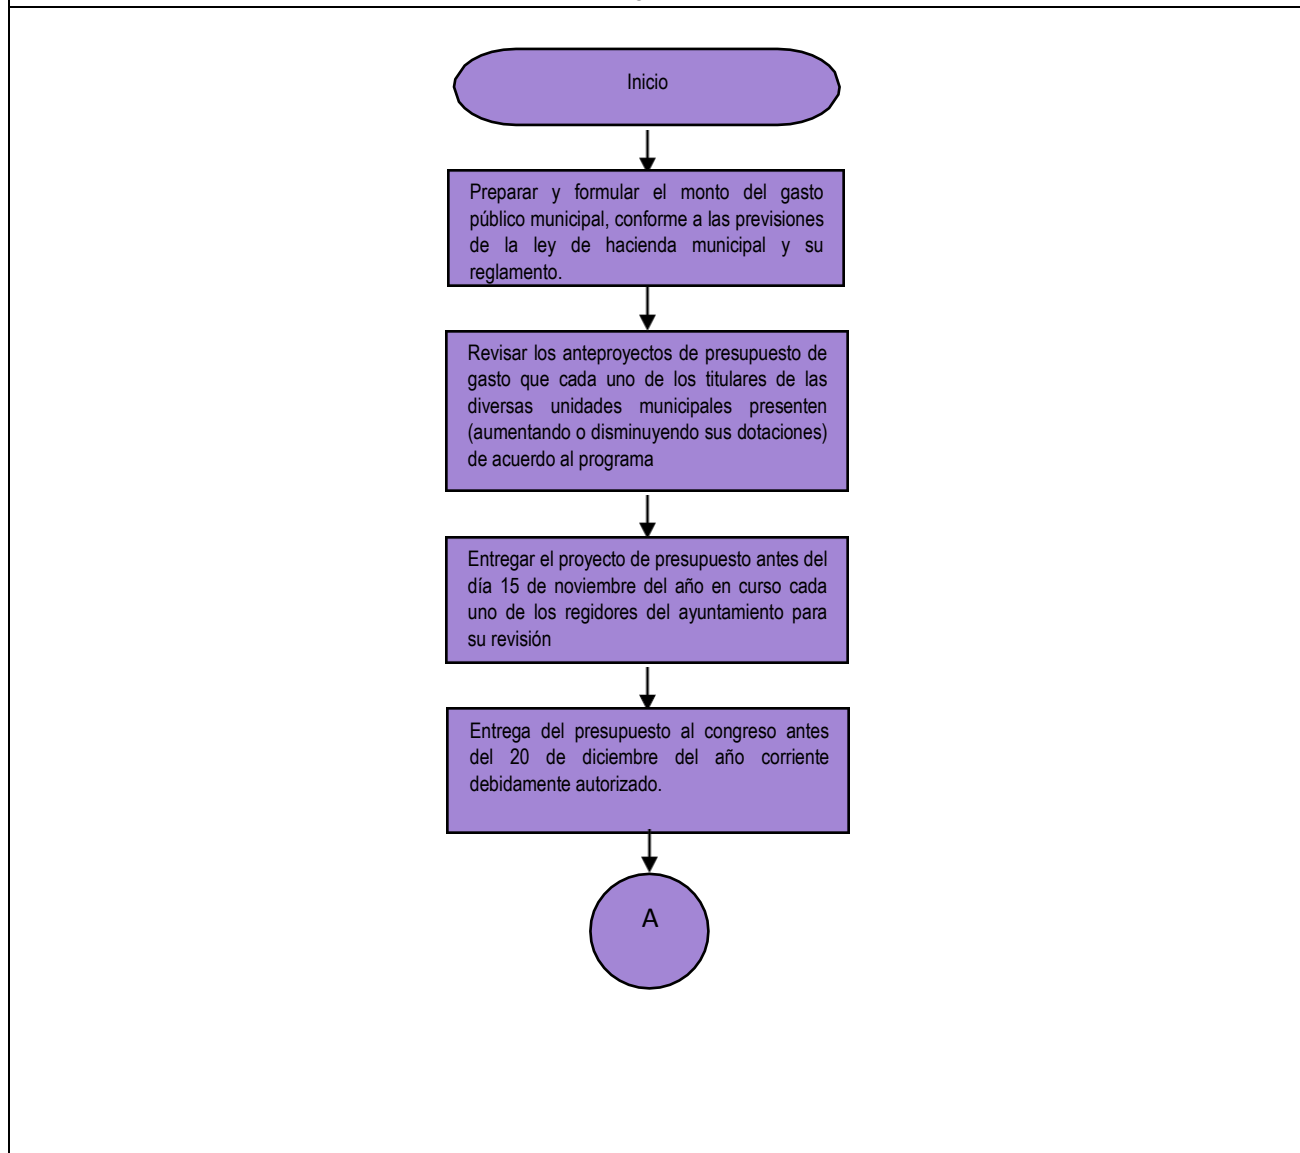 Inicio
Preparar y formular el monto del gasto
público municipal, conforme a las previsiones
de la ley de hacienda municipal y su
reglamento.
Revisar los anteproyectos de presupuesto de
gasto que cada uno de los titulares de las
diversas unidades municipales presenten
(aumentando o disminuyendo sus dotaciones)
de acuerdo al programa
Entregar el proyecto de presupuesto antes del
día 15 de noviembre del año en curso cada
uno de los regidores del ayuntamiento para
su revisión
Entrega del presupuesto al congreso antes
del 20 de diciembre del año corriente
debidamente autorizado.
A